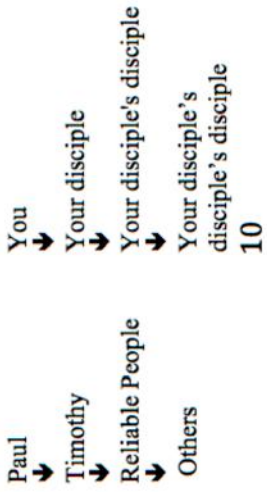 Paul
🡻
Timothy
🡻
Reliable People
🡻
Others
You
🡻
Your disciple
🡻
Your disciple's disciple
🡻
Your disciple’s
disciple’s disciple
10